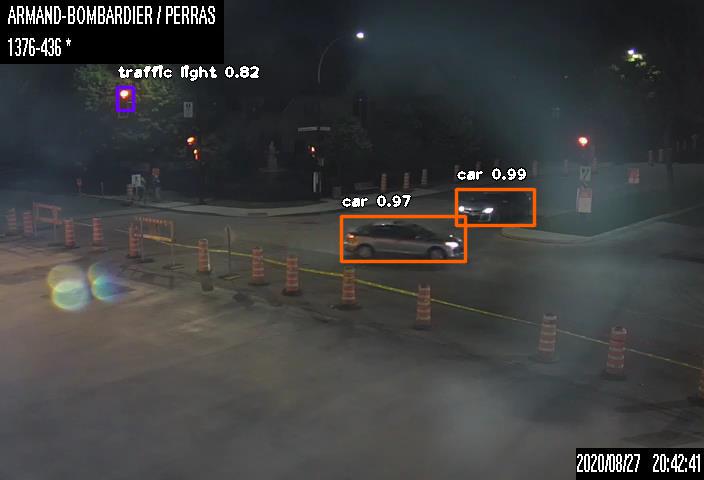 ARMAND-BOMBARDIER / PERRAS
1376-436 *
traffic light 0.82
car 0.99
car 0.97
2020/08/27 20:42:41